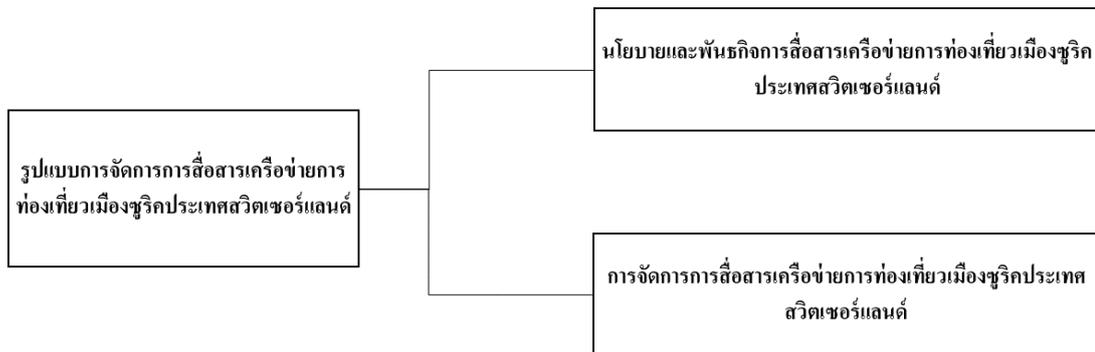 นโยบายและพันธกิจการสื่อสารเครือข่ายการท่องเที่ยวเมืองซูริค
ประเทศสวิตเซอร์แลนด์
รูปแบบการจัดการการสื่อสารเครือข่ายการ
ท่องเที่ยวเมืองซูริคประเทศสวิตเซอร์แลนด์
การจัดการการสื่อสารเครือข่ายการท่องเที่ยวเมืองซูริคประเทศ
สวิตเซอร์แลนด์